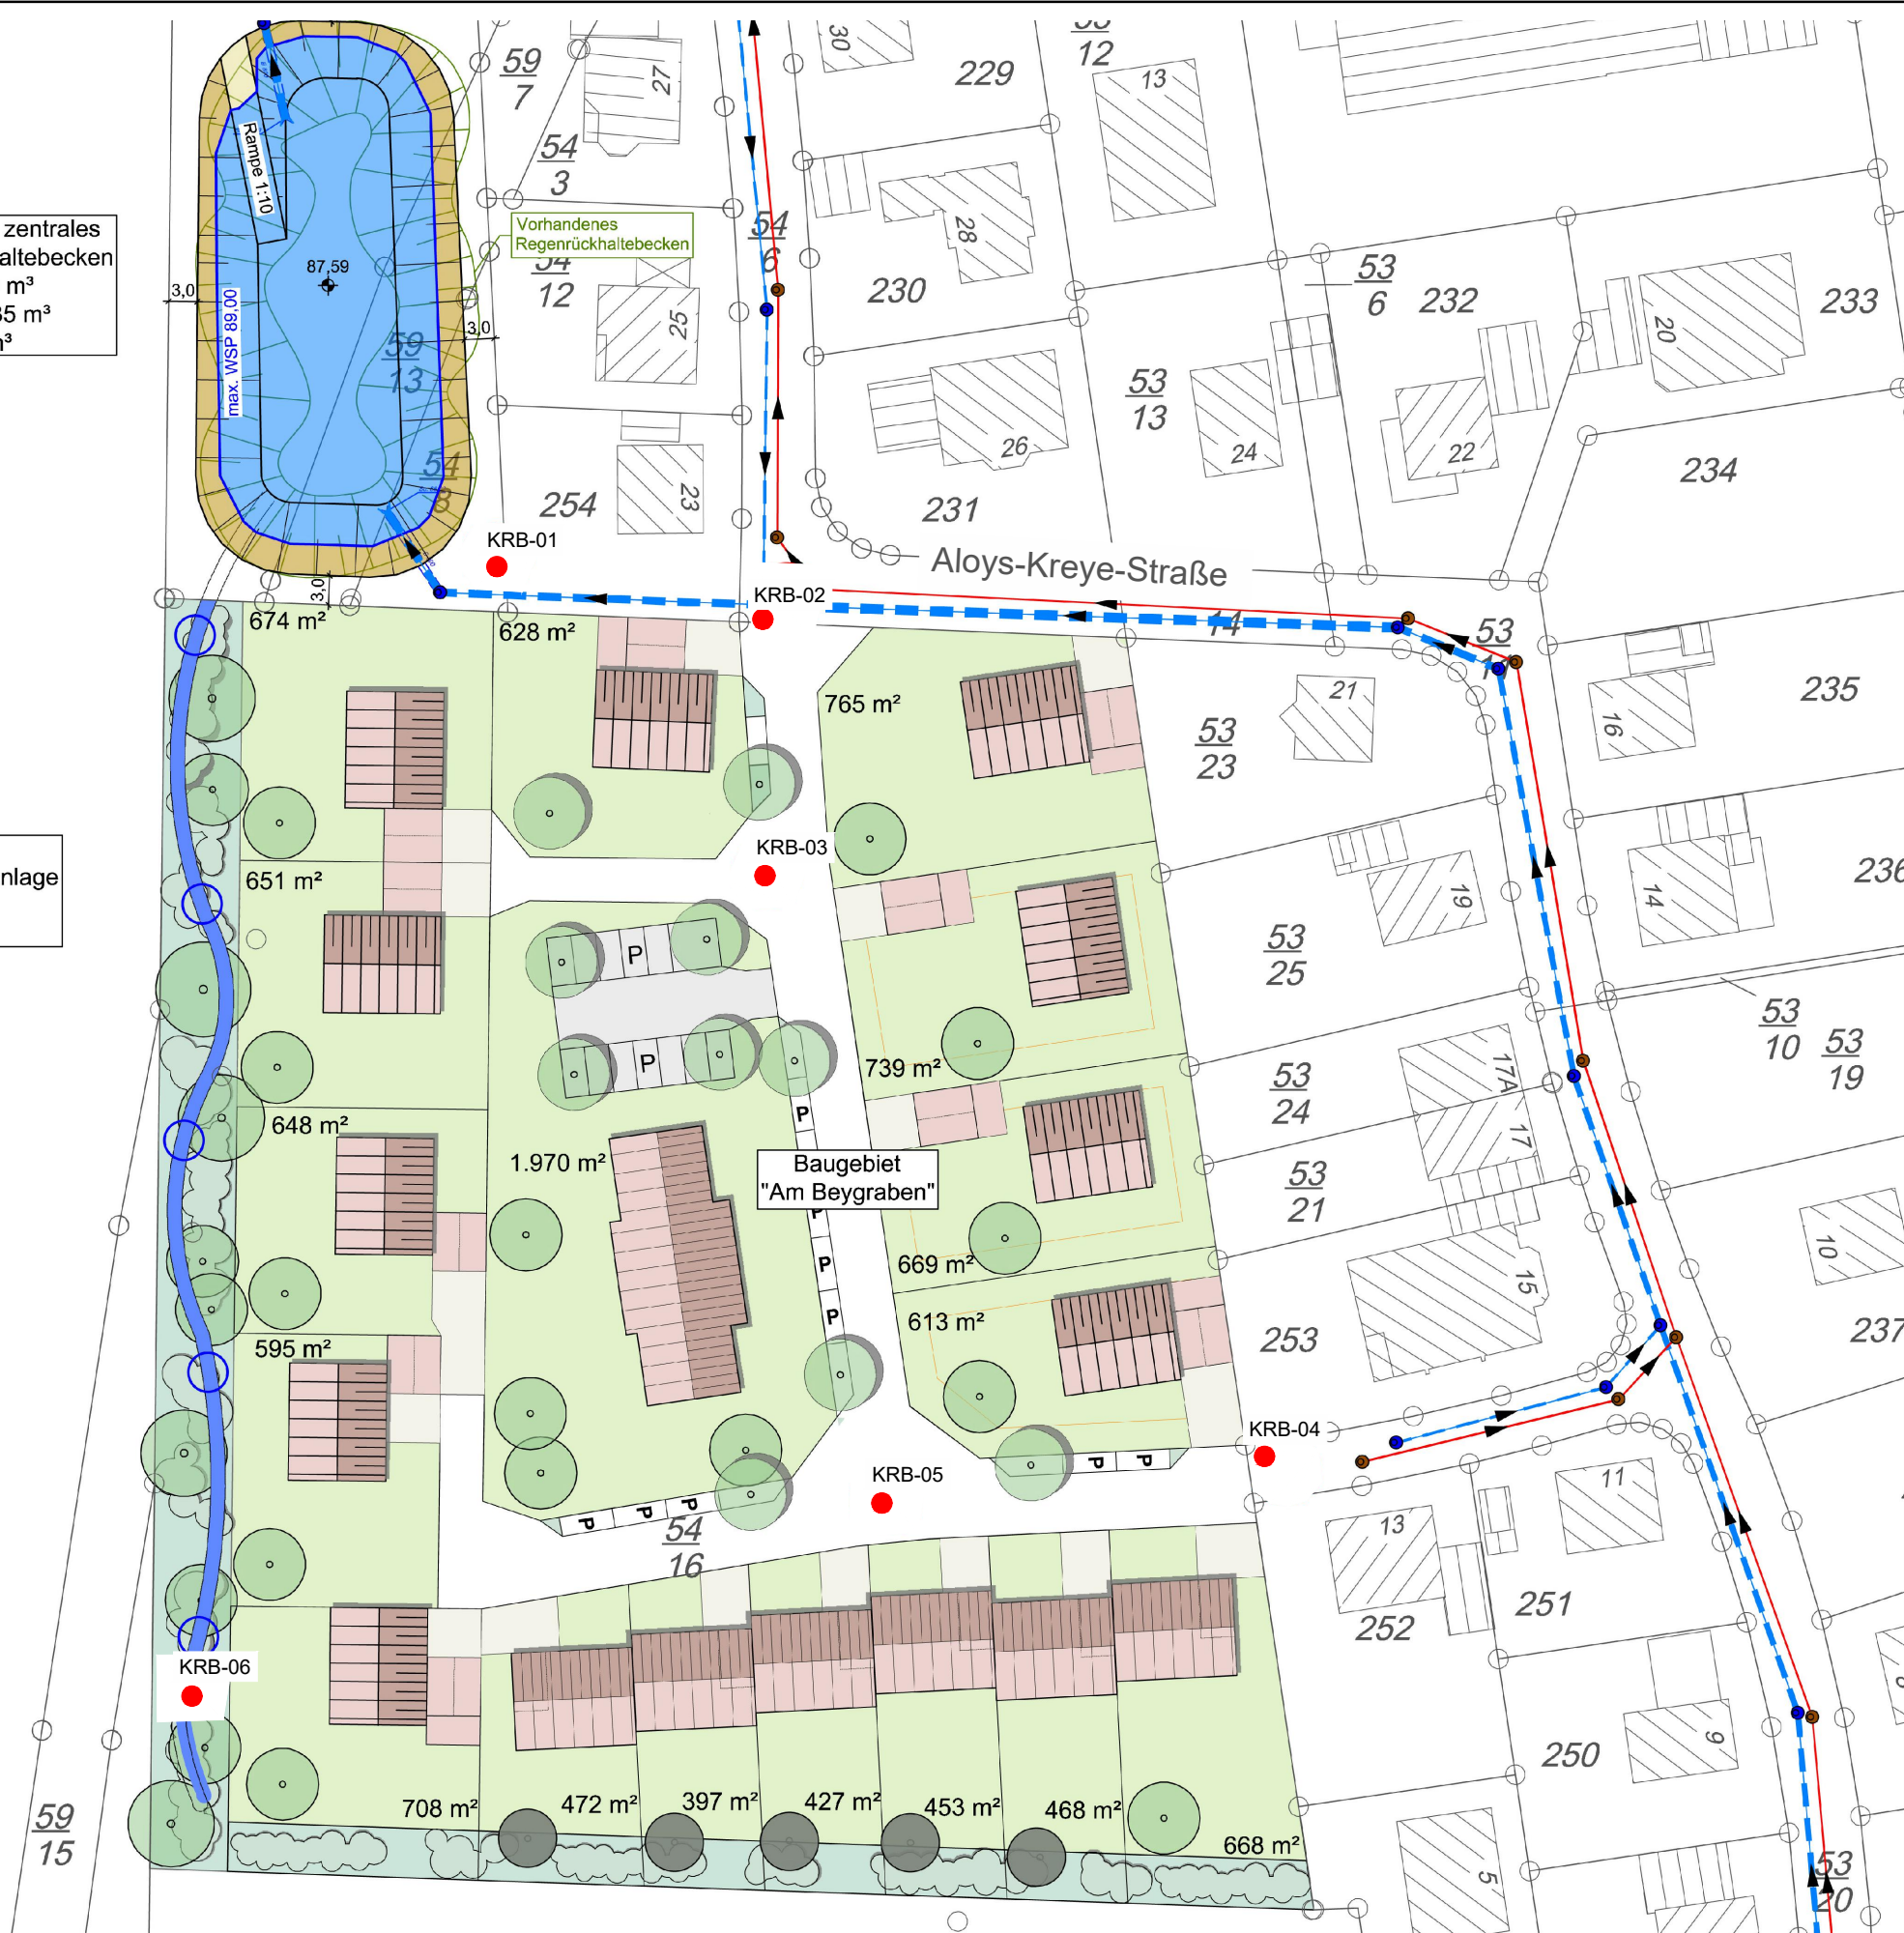 zentrales
altebecken
m³
35 m³
m³
nlage
Rampe 1:10
87,59
max. WSP 89,00
3,0
3,0
3,0
59
13
54
8
Vorhandenes
Regenrückhaltebecken
59
7
54
3
54
12
54
6
27
25
23
254
30
229
12
13
28
230
26
231
53
13
24
53
6
232
22
20
233
234
KRB-01
KRB-02
Aloys-Kreye-Straße
14
53
674 m²
628 m²
765 m²
53
23
21
16
235
KRB-03
651 m²
19
14
236
53
25
P
P
739 m²
53
10
53
19
53
24
17A
17
648 m²
1.970 m²
P
Baugebiet
"Am Beygraben"
P
P
P
53
21
669 m²
613 m²
15
10
253
237
595 m²
KRB-04
KRB-05
P
P
P
P
P
54
16
13
11
252
251
KRB-06
250
9
59
15
708 m²
472 m²
397 m²
427 m²
453 m²
468 m²
668 m²
5
53
20